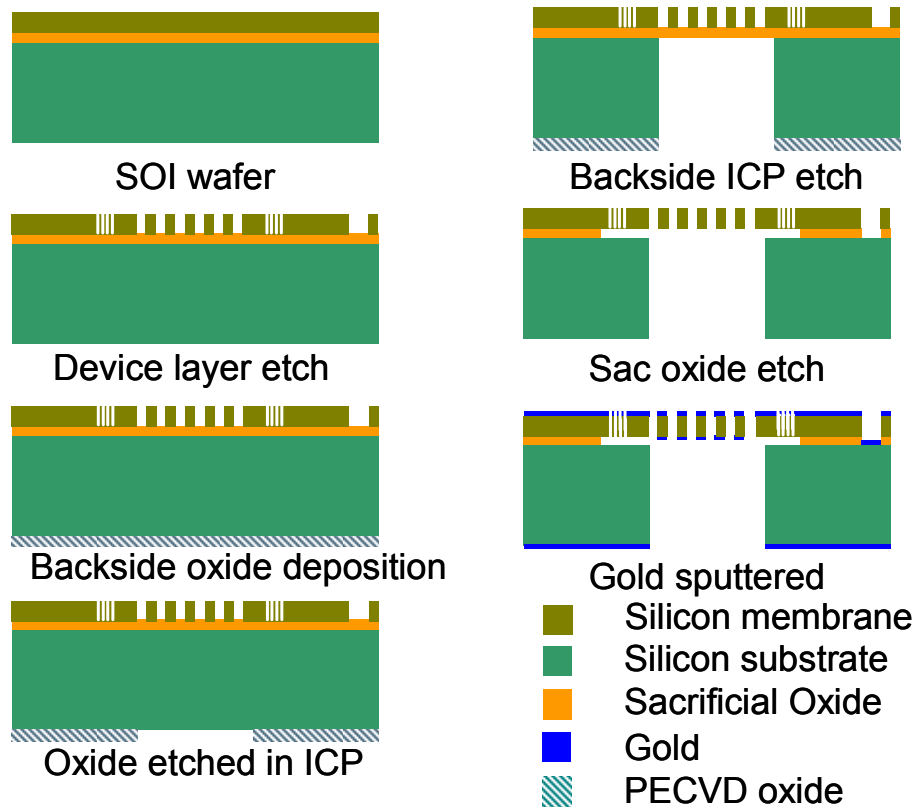 SOI wafer
Device layer etch
Backside oxide deposition
Oxide etched in ICP
Backside ICP etch
Sac oxide etch
Gold sputtered
Silicon membrane
Silicon substrate
Sacrificial Oxide
Gold
PECVD oxide